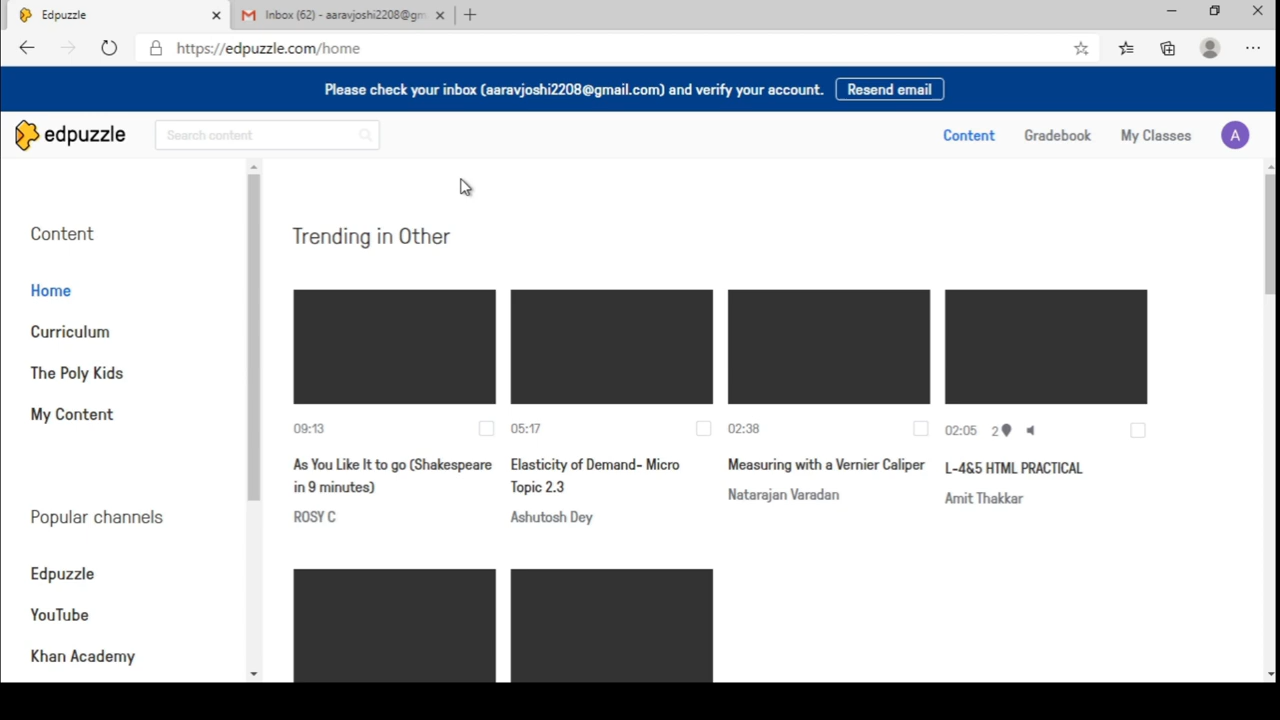 Edpuzzle
Inbox (62) - aaravjoshi2208@gm
https://edpuzzle.com/home
Please check your inbox (aaravjoshi2208@gmail.com) and verify your account. Resend email
edpuzzle
Search content
Content Gradebook My Classes A
Content
Home
Curriculum
The Poly Kids
My Content
Popular channels
Edpuzzle
YouTube
Khan Academy
Trending in Other
09:13
As You Like It to go (Shakespeare
in 9 minutes)
ROSY C
05:17
Elasticity of Demand- Micro
Topic 2.3
Ashutosh Dey
02:38
Measuring with a Vernier Caliper
Natarajan Varadan
02:05 2
L-4&5 HTML PRACTICAL
Amit Thakkar